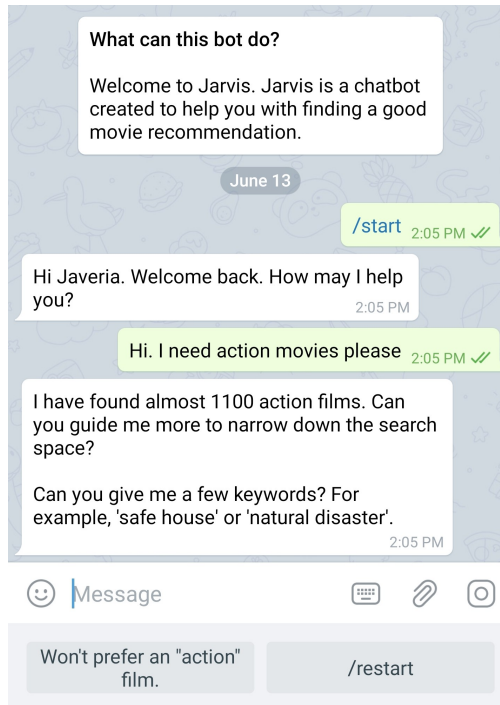 What can this bot do?
Welcome to Jarvis. Jarvis is a chatbot
created to help you with finding a good
movie recommendation.
June 13
/start 2:05 PM
Hi Javeria. Welcome back. How may I help
you?
2:05 PM
Hi. I need action movies please 2:05 PM
I have found almost 1100 action films. Can
you guide me more to narrow down the search
space?
Can you give me a few keywords? For
example, 'safe house' or 'natural disaster'.
2:05 PM
Message
Won't prefer an "action"
film.
/restart